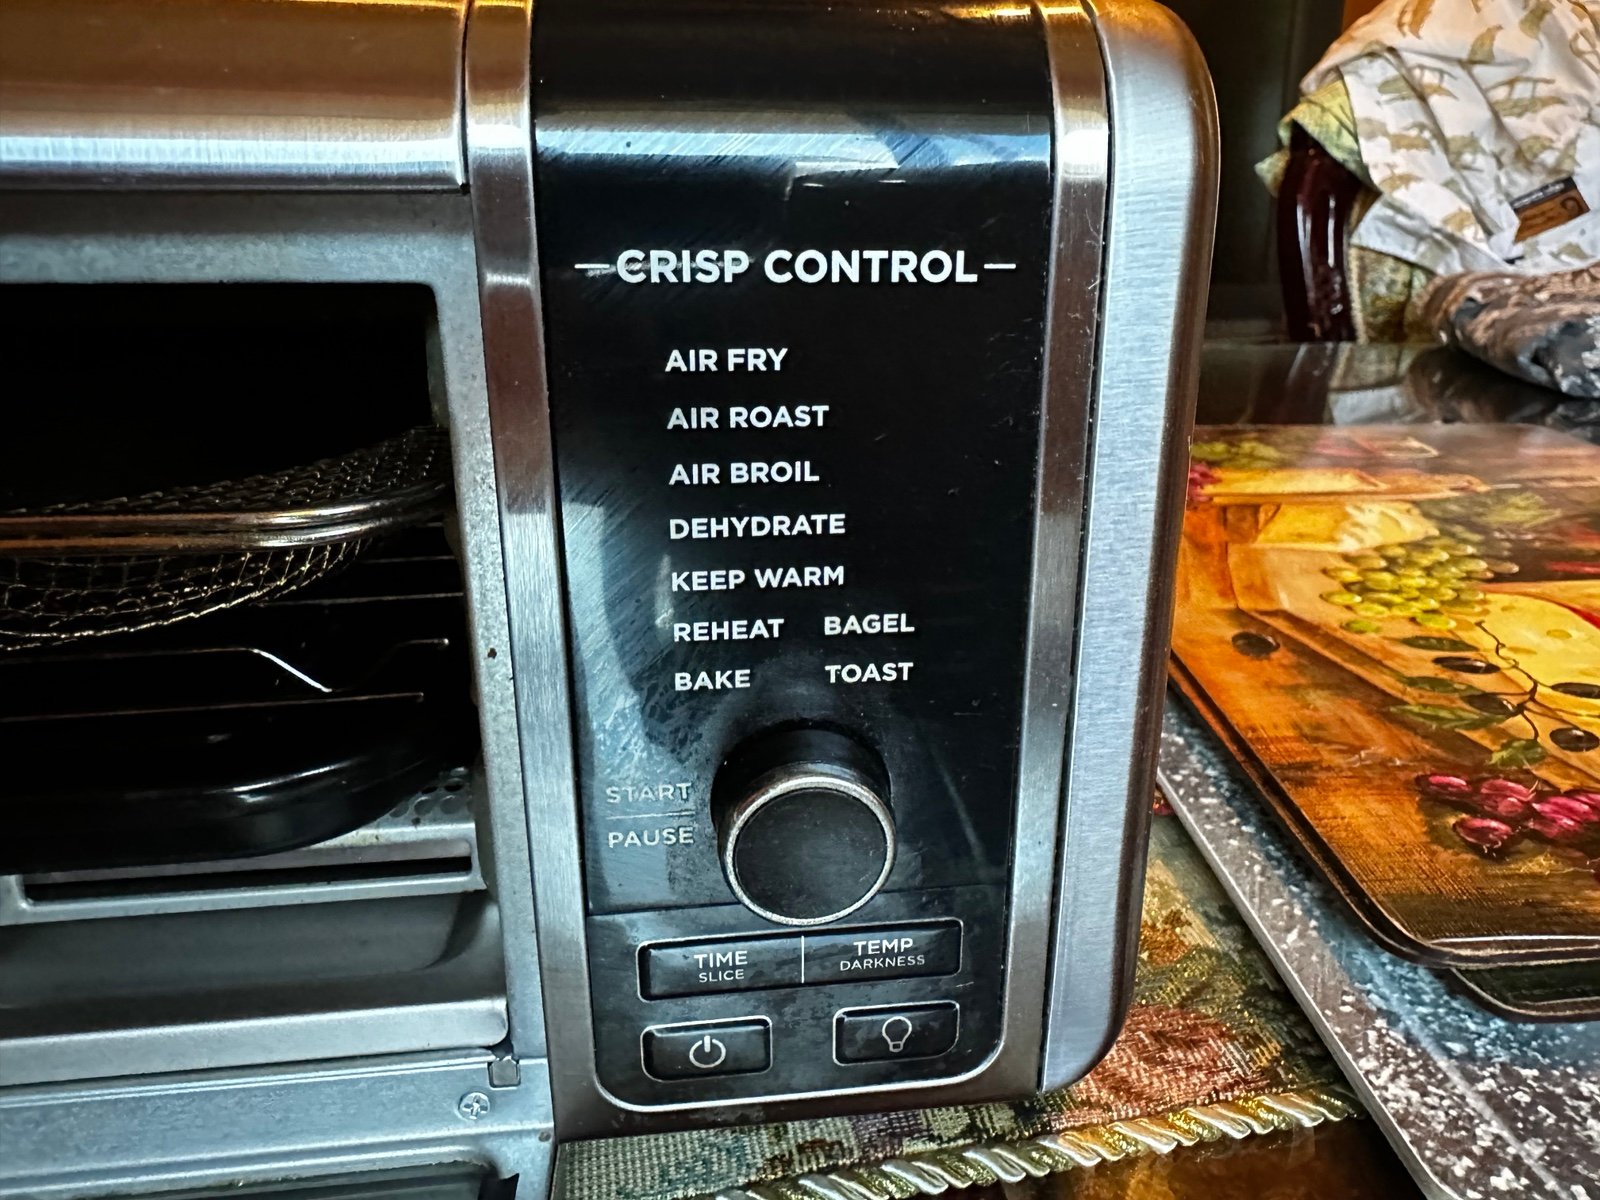 CRISP CONTROL
AIR FRY
AIR ROAST
AIR BROIL
DEHYDRATE
KEEP WARM
REHEAT BAGEL
BAKE TOAST
START
PAUSE
TIME TEMP
SLICE DARKNESS